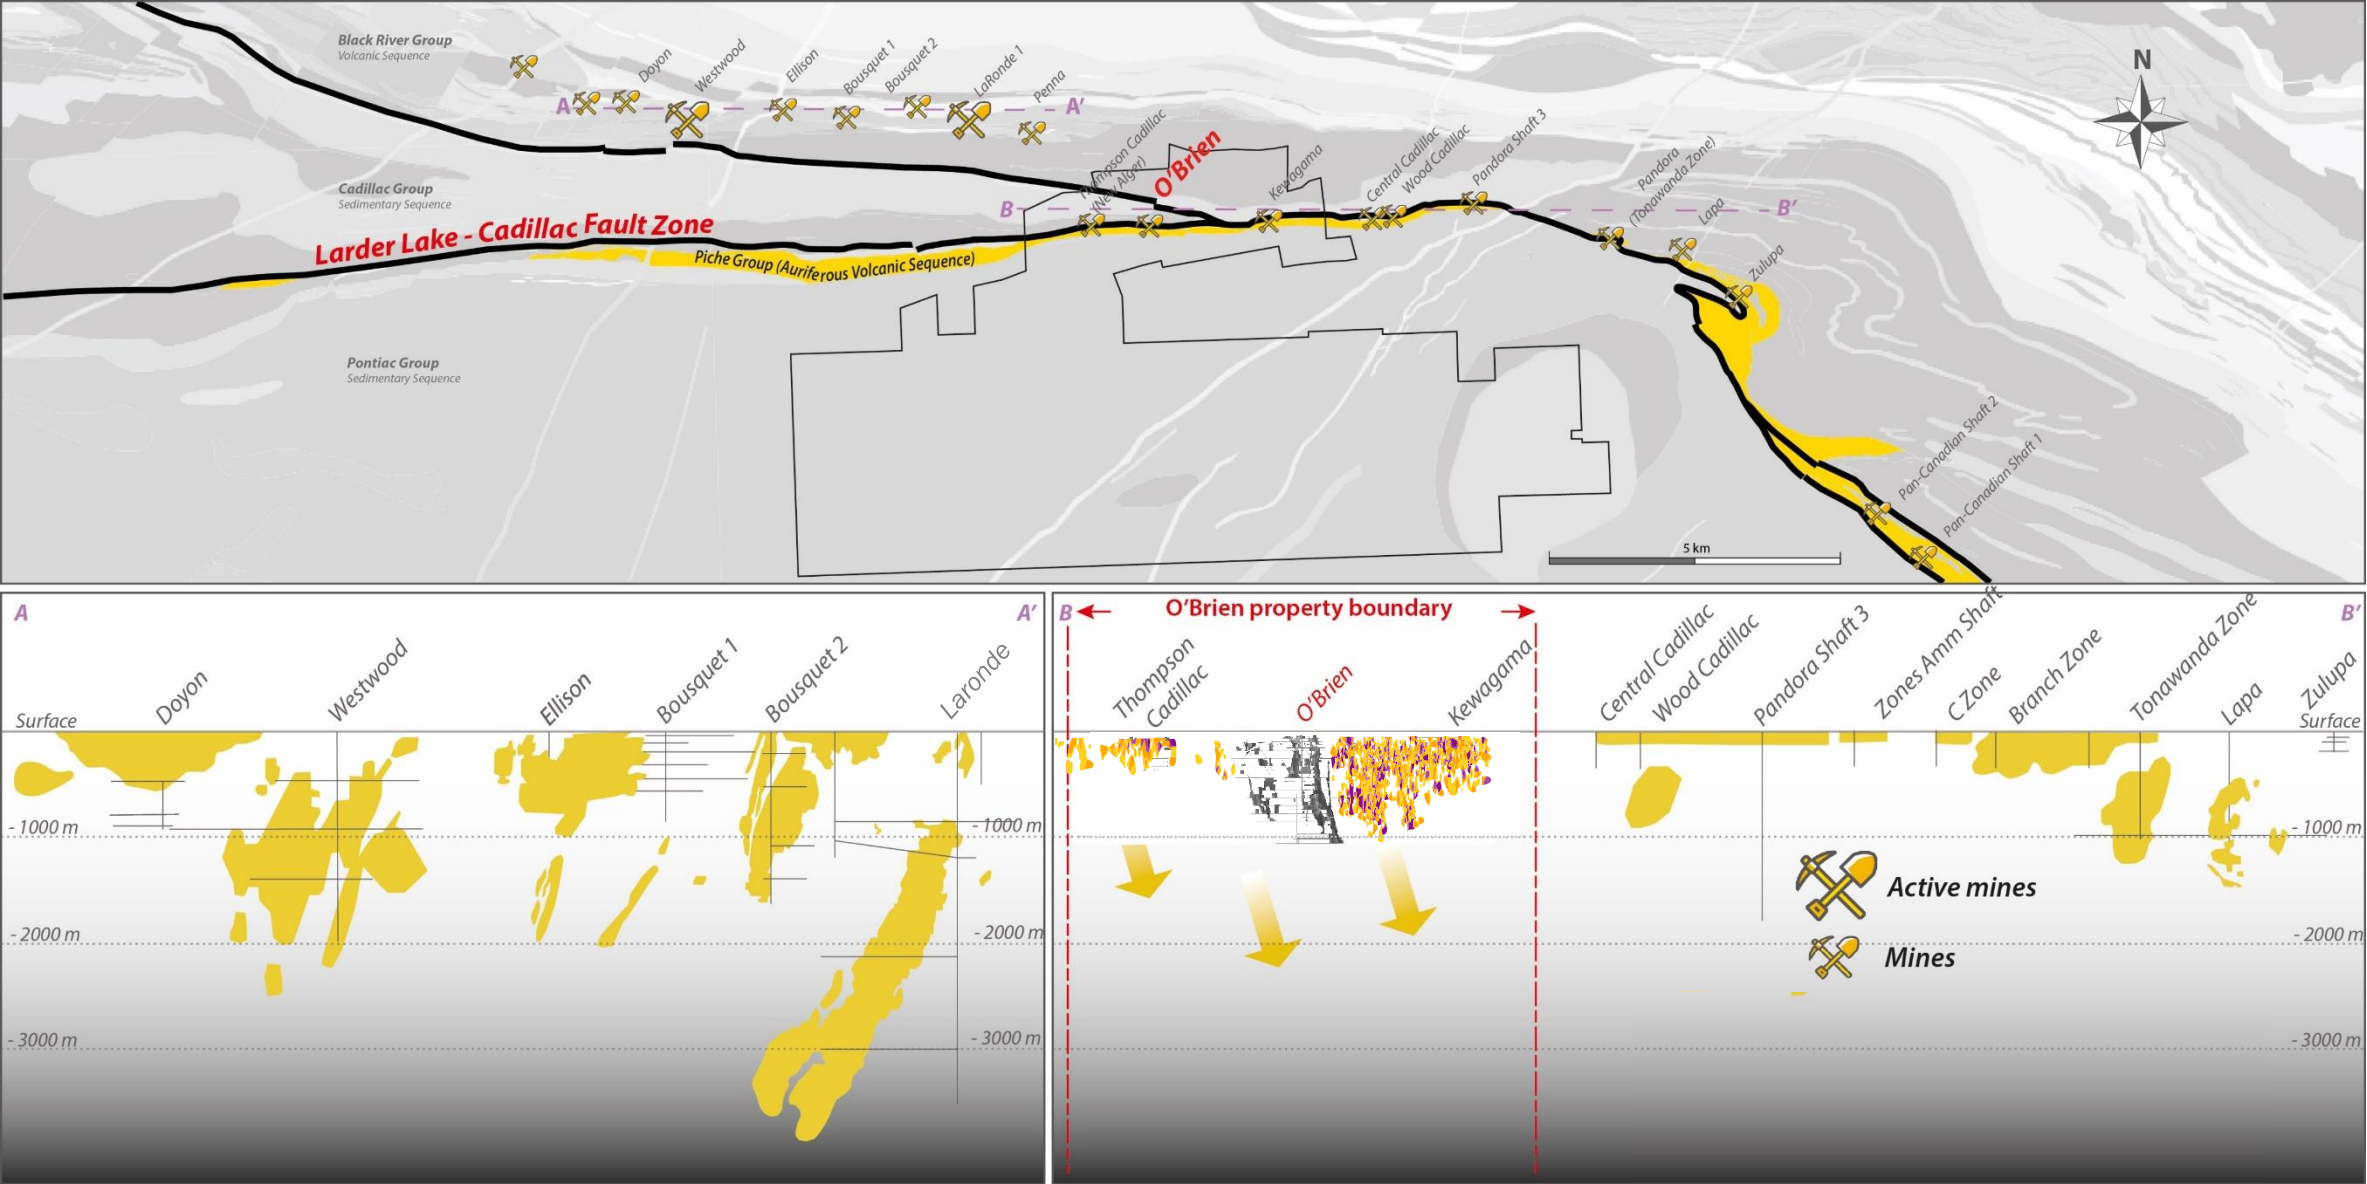 Black River Group
Volcanic Sequence
Doyon
Westwood
Ellison
Bousquet 1
Bousquet 2
LaRonde 1
Penna
A
A'
N
Cadillac Group
Sedimentary Sequence
Thompson Cadillac
(New Alger)
O'Brien
Kewagama
Central Cadillac
Wood Cadillac
Pandora Shaft 3
Pandora
(Tonawanda Zone)
Lapa
Zulupa
B
B'
Larder Lake - Cadillac Fault Zone
Piche Group (Auriferous Volcanic Sequence)
Pontiac Group
Sedimentary Sequence
Pan-Canadian Shaft 2
Pan-Canadian Shaft 1
5 km
A
A'
Doyon
Westwood
Ellison
Bousquet 1
Bousquet 2
Laronde
Surface
- 1000 m
- 1000 m
- 2000 m
- 2000 m
- 3000 m
- 3000 m
B
O'Brien property boundary
B'
Thompson
Cadillac
O'Brien
Kewagama
Central Cadillac
Wood Cadillac
Pandora Shaft 3
Zones Amm Shaft
C Zone
Branch Zone
Tonawanda Zone
Lapa
Zulupa
Surface
- 1000 m
Active mines
- 2000 m
Mines
- 3000 m